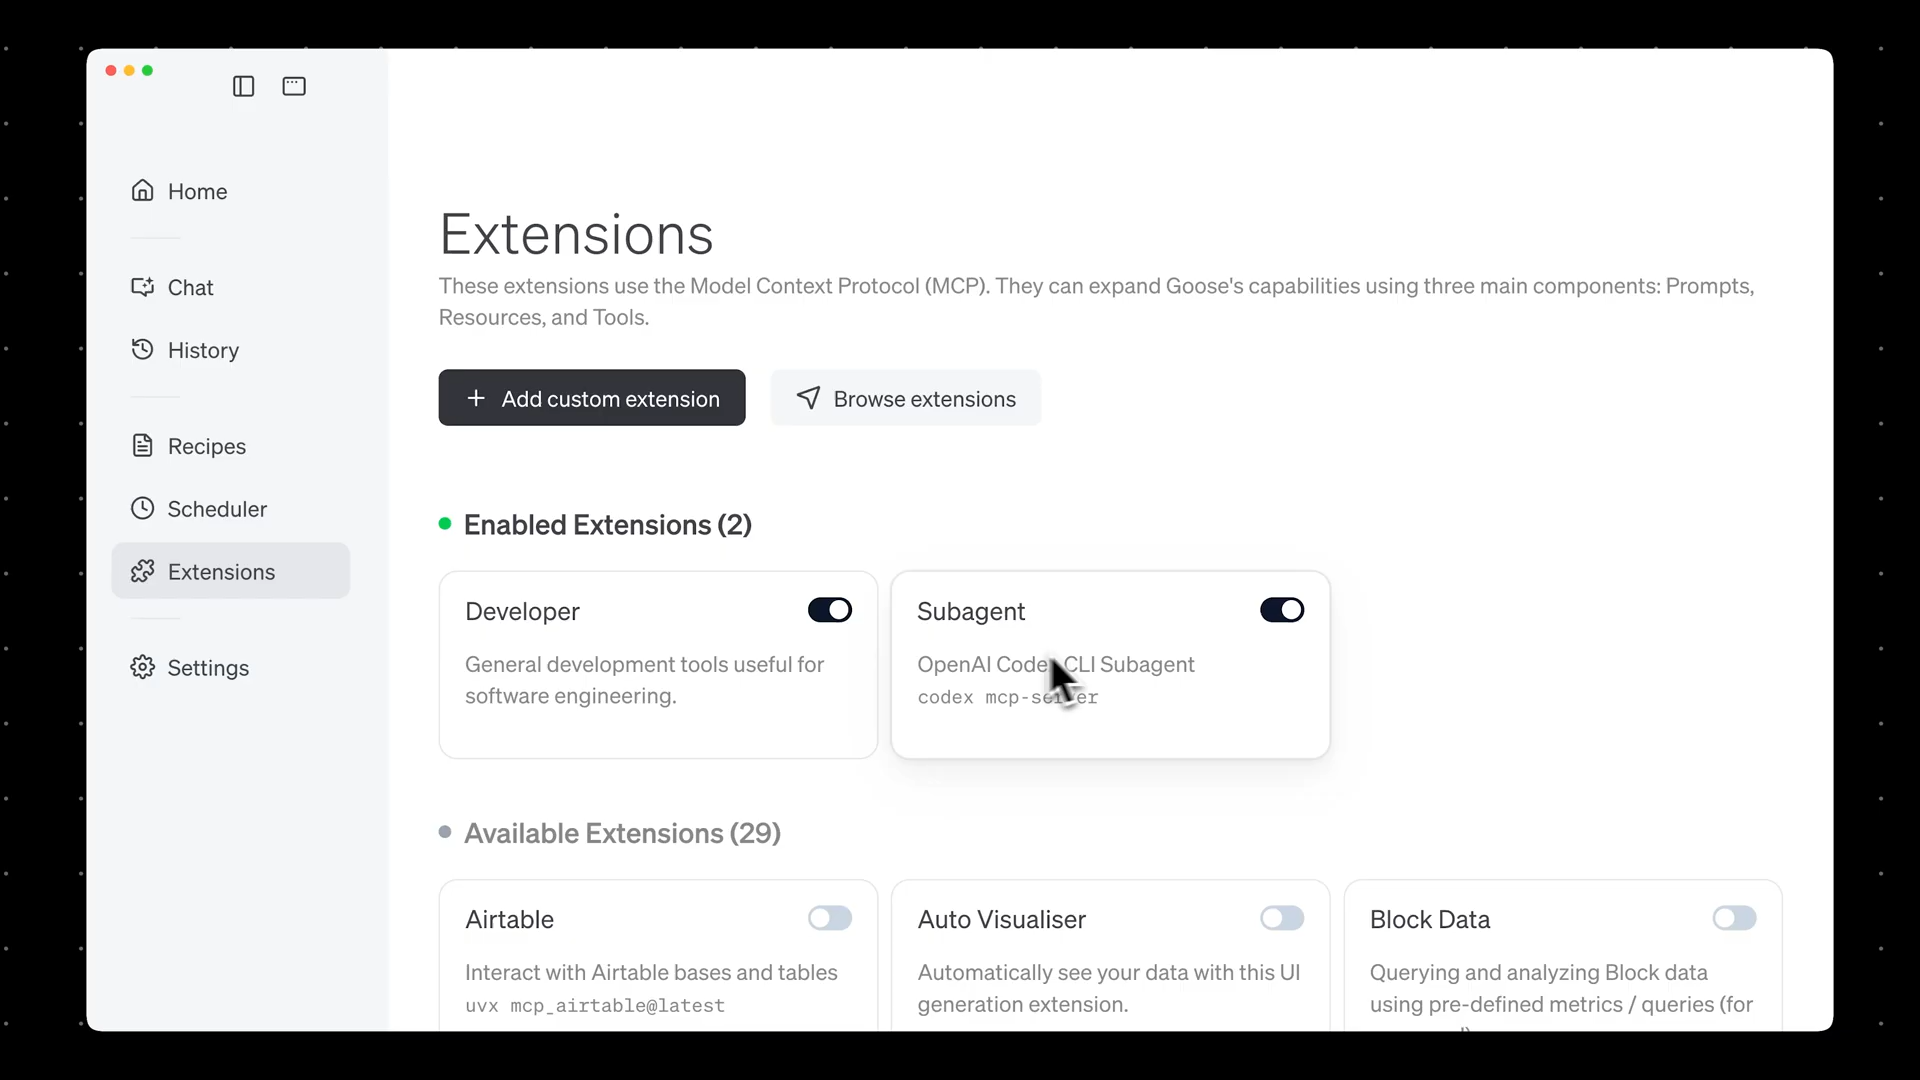 Home
Chat
History
Recipes
Scheduler
Extensions
Settings
Extensions
These extensions use the Model Context Protocol (MCP). They can expand Goose's capabilities using three main components: Prompts,
Resources, and Tools.
Add custom extension
Browse extensions
Enabled Extensions (2)
Developer
General development tools useful for
software engineering.
Subagent
OpenAI Codex CLI Subagent
codex mcp-server
Available Extensions (29)
Airtable
Interact with Airtable bases and tables
uvx mcp_airtable@latest
Auto Visualiser
Automatically see your data with this UI
generation extension.
Block Data
Querying and analyzing Block data
using pre-defined metrics / queries (for